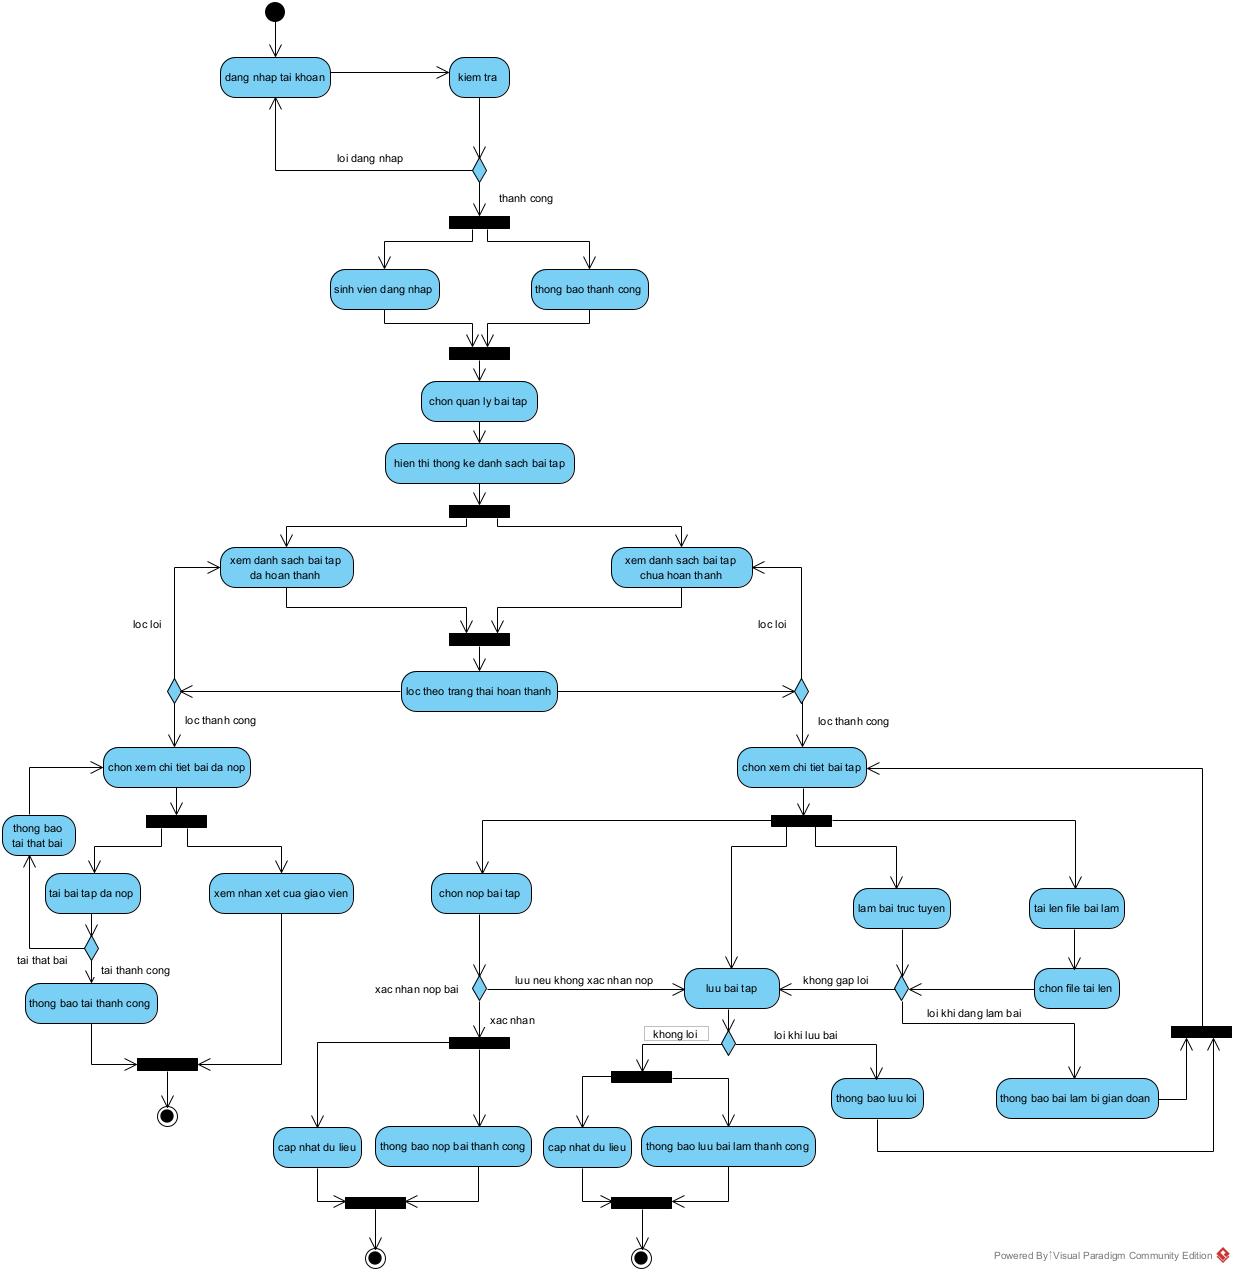 dang nhap tai khoan
kiem tra
loi dang nhap
thanh cong
sinh vien dang nhap
thong bao thanh cong
chon quan ly bai tap
hien thi thong ke danh sach bai tap
xem danh sach bai tap
da hoan thanh
xem danh sach bai tap
chua hoan thanh
loc loi
loc loi
loc theo trang thai hoan thanh
loc thanh cong
loc thanh cong
chon xem chi tiet bai da nop
chon xem chi tiet bai tap
thong bao
tai that bai
tai bai tap da nop
xem nhan xet cua giao vien
chon nop bai tap
lam bai truc tuyen
tai len file bai lam
tai that bai
tai thanh cong
thong bao tai thanh cong
xac nhan nop bai
luu neu khong xac nhan nop
luu bai tap
khong gap loi
chon file tai len
xac nhan
khong loi
loi khi luu bai
loi khi dang lam bai
thong bao luu loi
thong bao bai lam bi gian doan
cap nhat du lieu
thong bao nop bai thanh cong
cap nhat du lieu
thong bao luu bai lam thanh cong
Powered By Visual Paradigm Community Edition